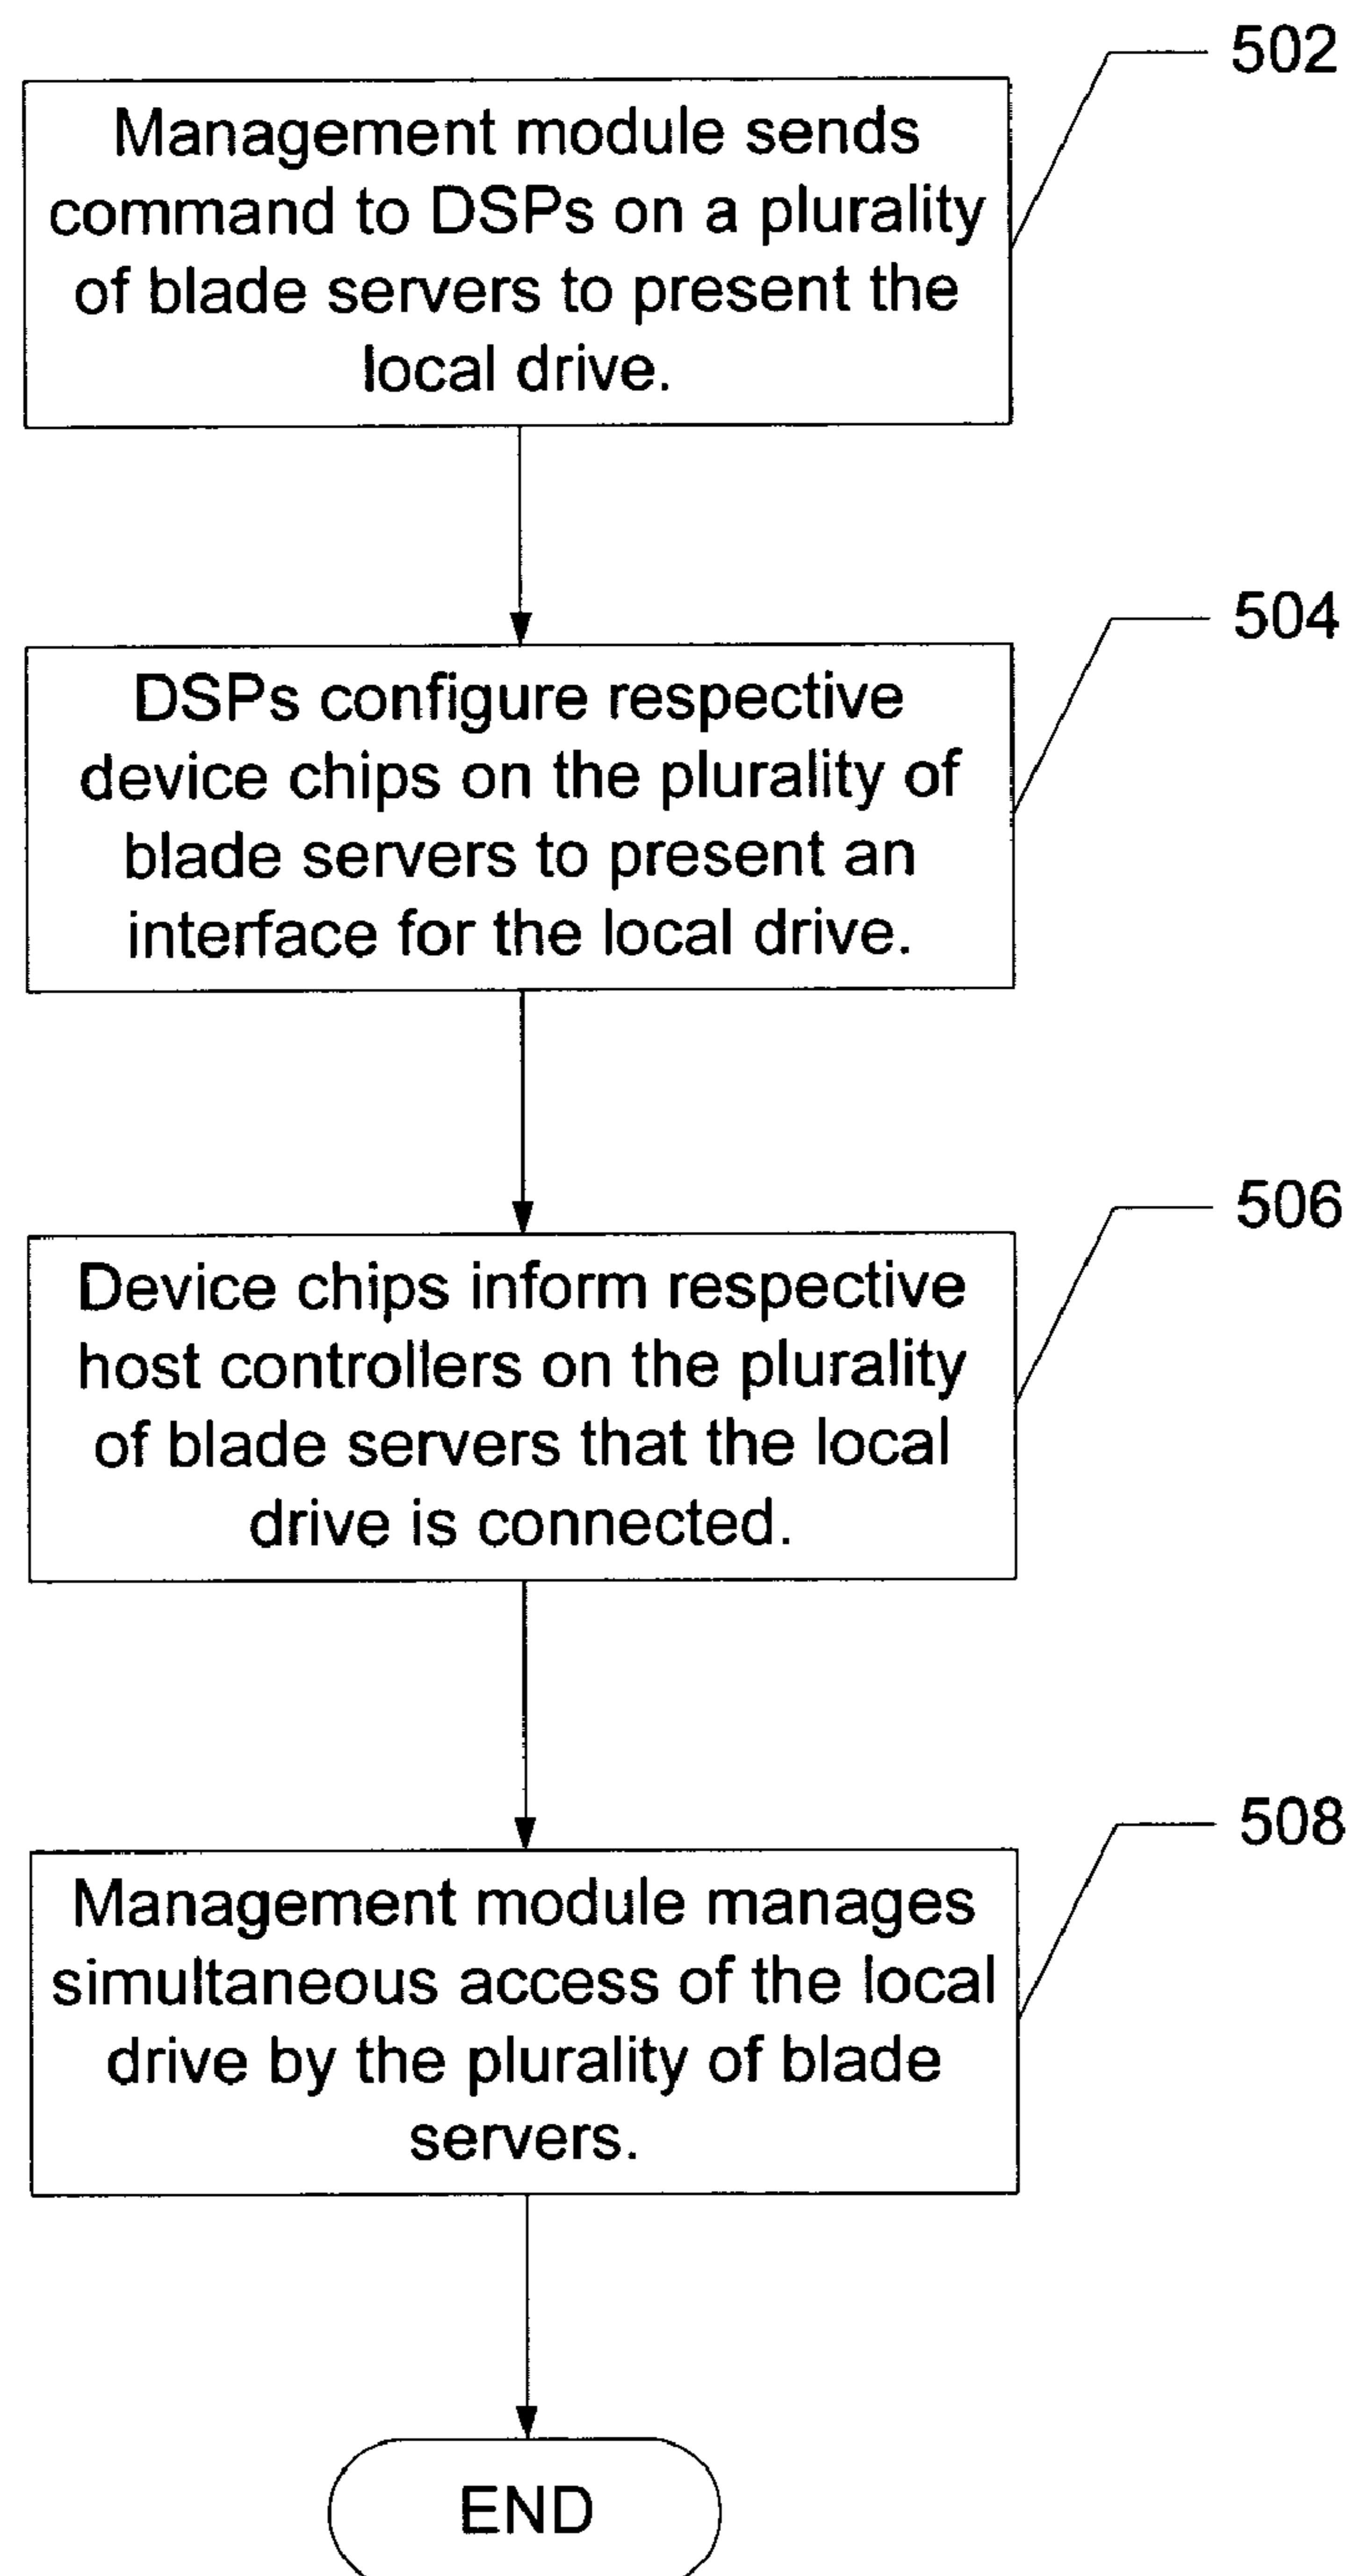 502
Management module sends
command to DSPs on a plurality
of blade servers to present the
local drive.
504
DSPs configure respective
device chips on the plurality of
blade servers to present an
interface for the local drive.
506
Device chips inform respective
host controllers on the plurality
of blade servers that the local
drive is connected.
508
Management module manages
simultaneous access of the local
drive by the plurality of blade
servers.
END